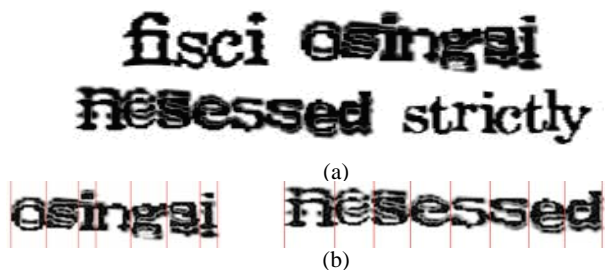 fisci osingsi
nesessed strictly
(a)
osingsi nesessed
(b)